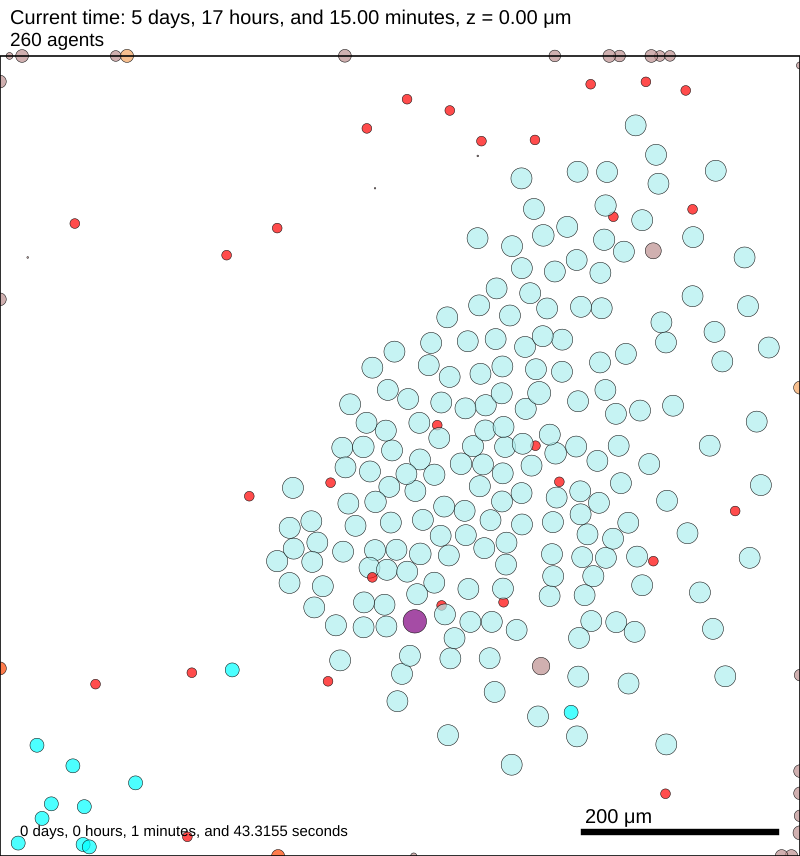 Current time: 5 days, 17 hours, and 15.00 minutes, z = 0.00 μm
260 agents
200 μm
0 days, 0 hours, 1 minutes, and 43.3155 seconds